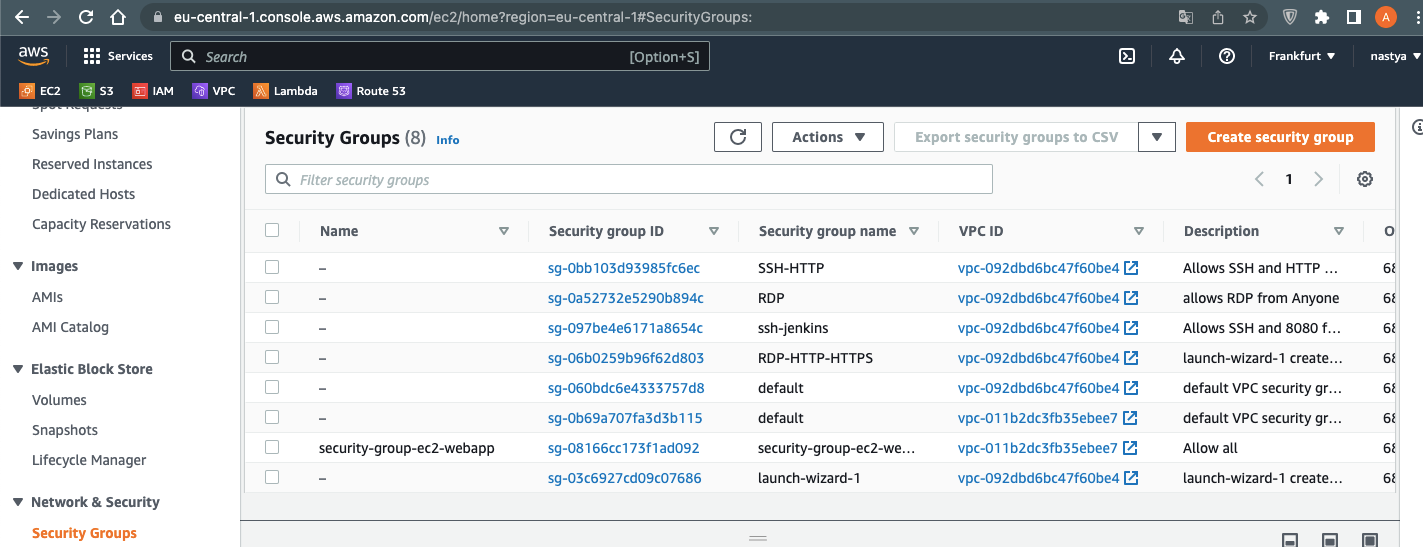 eu-central-1.console.aws.amazon.com/ec2/home?region=eu-central-1#SecurityGroups:
A
aws Services Search [Option+S] Frankfurt nastya
EC2 S3 IAM VPC Lambda Route 53
Spot Requests
Savings Plans
Reserved Instances
Dedicated Hosts
Capacity Reservations
Images
AMIs
AMI Catalog
Elastic Block Store
Volumes
Snapshots
Lifecycle Manager
Network & Security
Security Groups
Security Groups (8) Info Actions Export security groups to CSV Create security group
Filter security groups 1
Name Security group ID Security group name VPC ID Description O
– sg-0bb103d93985fc6ec SSH-HTTP vpc-092dbd6bc47f60be4 Allows SSH and HTTP ... 68
– sg-0a52732e5290b894c RDP vpc-092dbd6bc47f60be4 allows RDP from Anyone 68
– sg-097be4e6171a8654c ssh-jenkins vpc-092dbd6bc47f60be4 Allows SSH and 8080 f... 68
– sg-06b0259b96f62d803 RDP-HTTP-HTTPS vpc-092dbd6bc47f60be4 launch-wizard-1 create... 68
– sg-060bdc6e4333757d8 default vpc-092dbd6bc47f60be4 default VPC security gr... 68
– sg-0b69a707fa3d3b115 default vpc-011b2dc3fb35ebee7 default VPC security gr... 68
security-group-ec2-webapp sg-08166cc173f1ad092 security-group-ec2-we... vpc-011b2dc3fb35ebee7 Allow all 68
– sg-03c6927cd09c07686 launch-wizard-1 vpc-092dbd6bc47f60be4 launch-wizard-1 create... 68